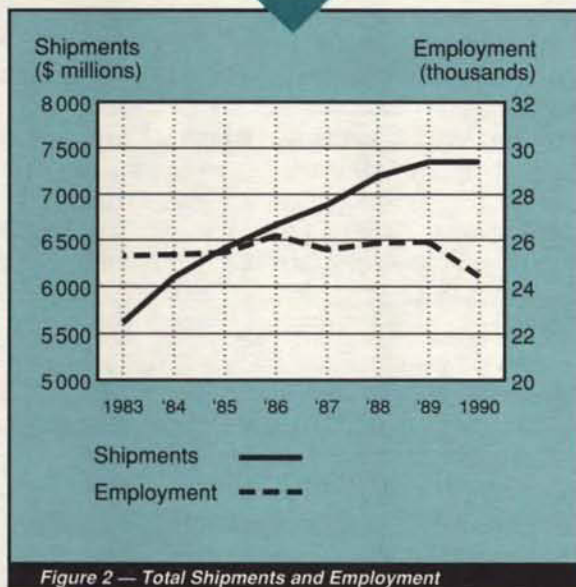 Shipments
($ millions)
Employment
(thousands)
8 000
7 500
7 000
6 500
6 000
5 500
5 000
32
30
28
26
24
22
20
1983 '84 '85 '86 '87 '88 '89 1990
Shipments
Employment
Figure 2 — Total Shipments and Employment